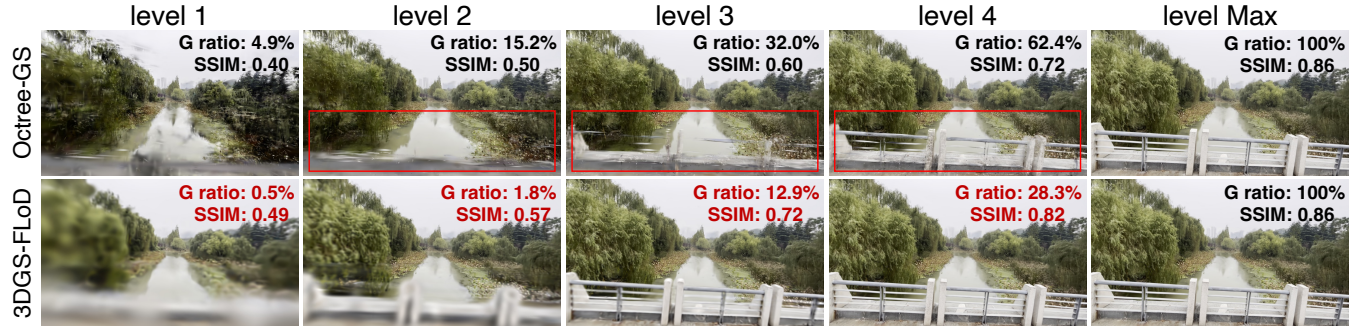 level 1
level 2
level 3
level 4
level Max
Octree-GS
G ratio: 4.9%
SSIM: 0.40
G ratio: 15.2%
SSIM: 0.50
G ratio: 32.0%
SSIM: 0.60
G ratio: 62.4%
SSIM: 0.72
G ratio: 100%
SSIM: 0.86
3DGS-FLoD
G ratio: 0.5%
SSIM: 0.49
G ratio: 1.8%
SSIM: 0.57
G ratio: 12.9%
SSIM: 0.72
G ratio: 28.3%
SSIM: 0.82
G ratio: 100%
SSIM: 0.86